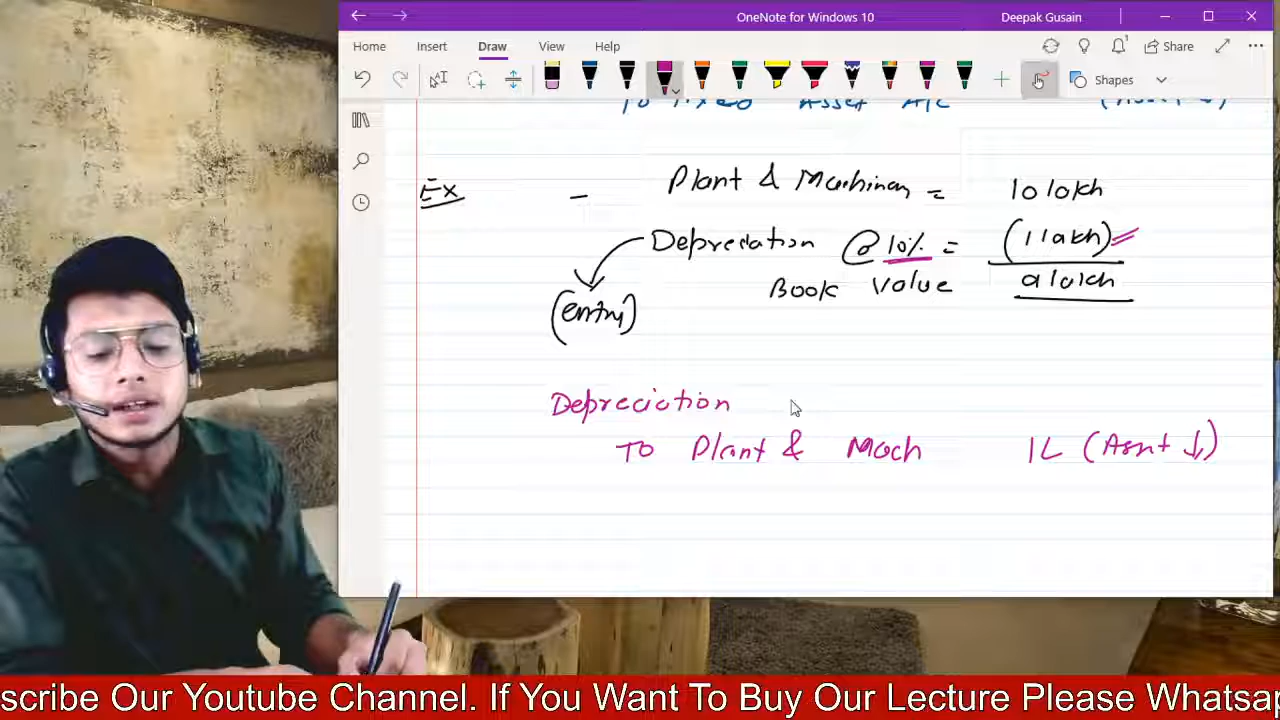 OneNote for Windows 10
Deepak Gusain
Home Insert Draw View Help
Share
Shapes
Asset A/C
Ex - Plant & Machinery = 10 lakh
Depreciation @ 10% = (1 lakh)
Book Value 9 lakh
(entry)
Depreciation
To Plant & Mach 1L (Asset ↓)
scribe Our Youtube Channel. If You Want To Buy Our Lecture Please Whatsap